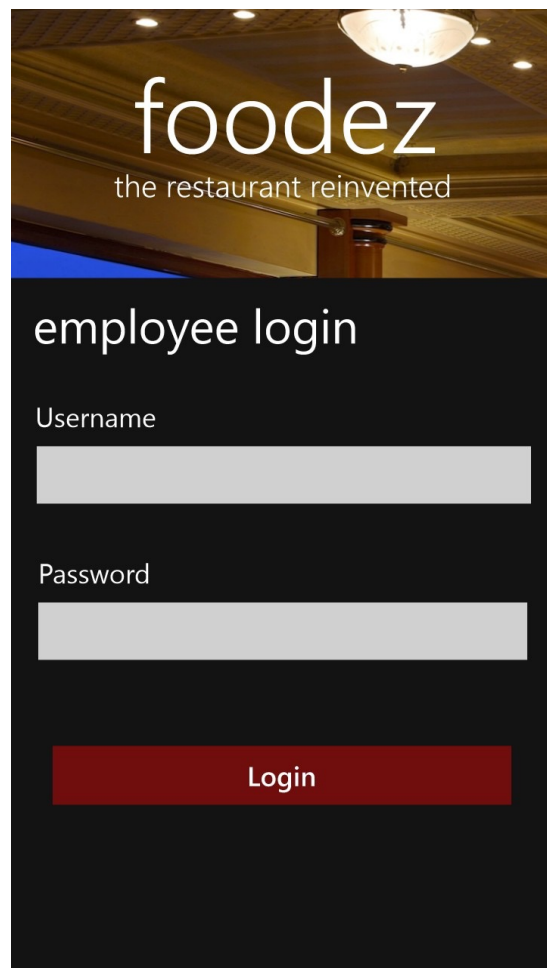 foodez
the restaurant reinvented
employee login
Username
Password
Login